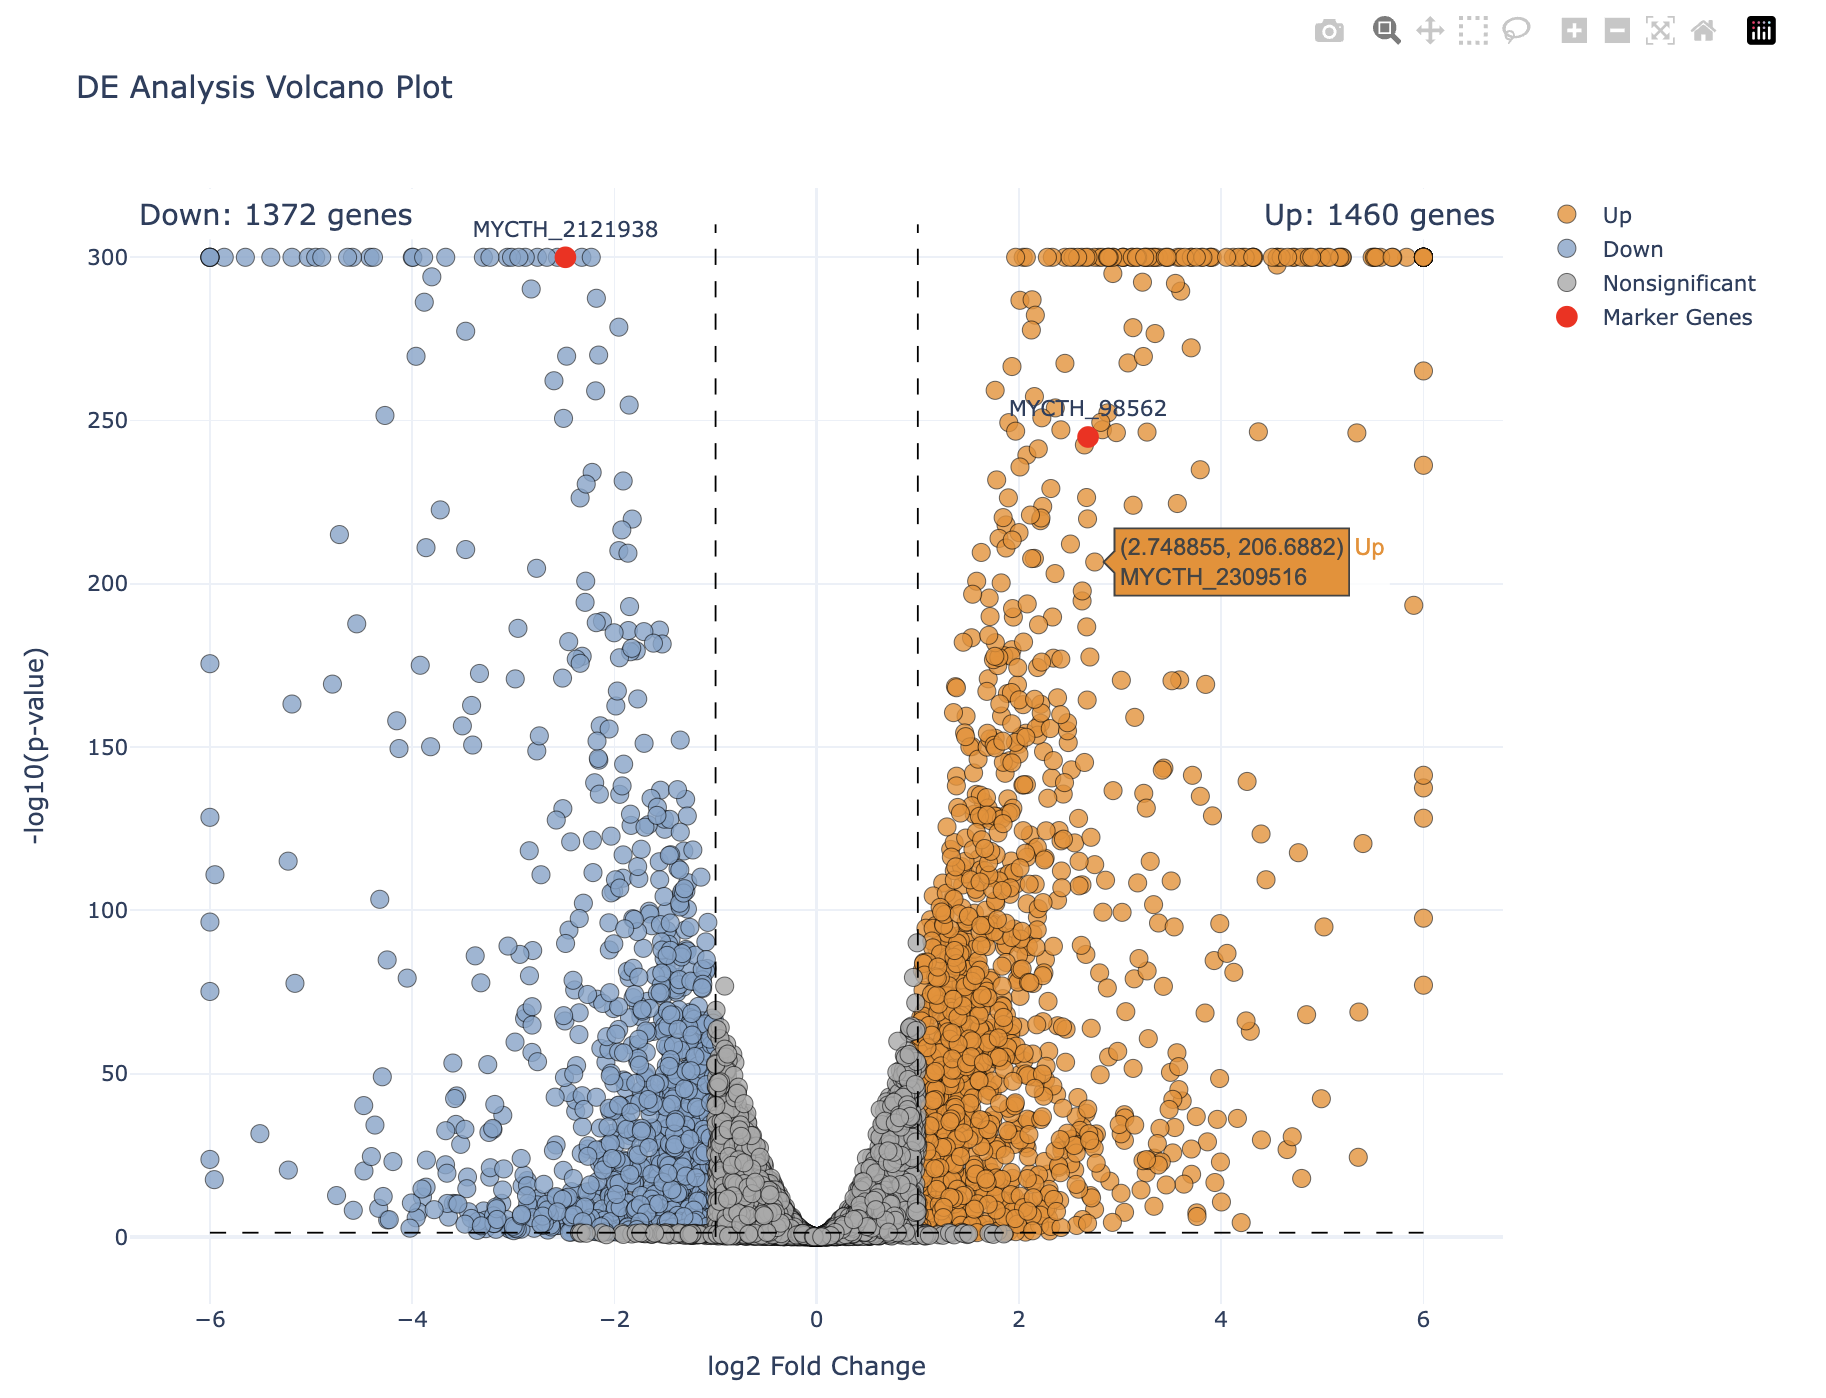 DE Analysis Volcano Plot
Down: 1372 genes
Up: 1460 genes
MYCTH_2121938
MYCTH_98562
(2.748855, 206.6882) Up
MYCTH_2309516
Up
Down
Nonsignificant
Marker Genes
300
250
200
150
100
50
0
-log10(p-value)
−6
−4
−2
0
2
4
6
log2 Fold Change